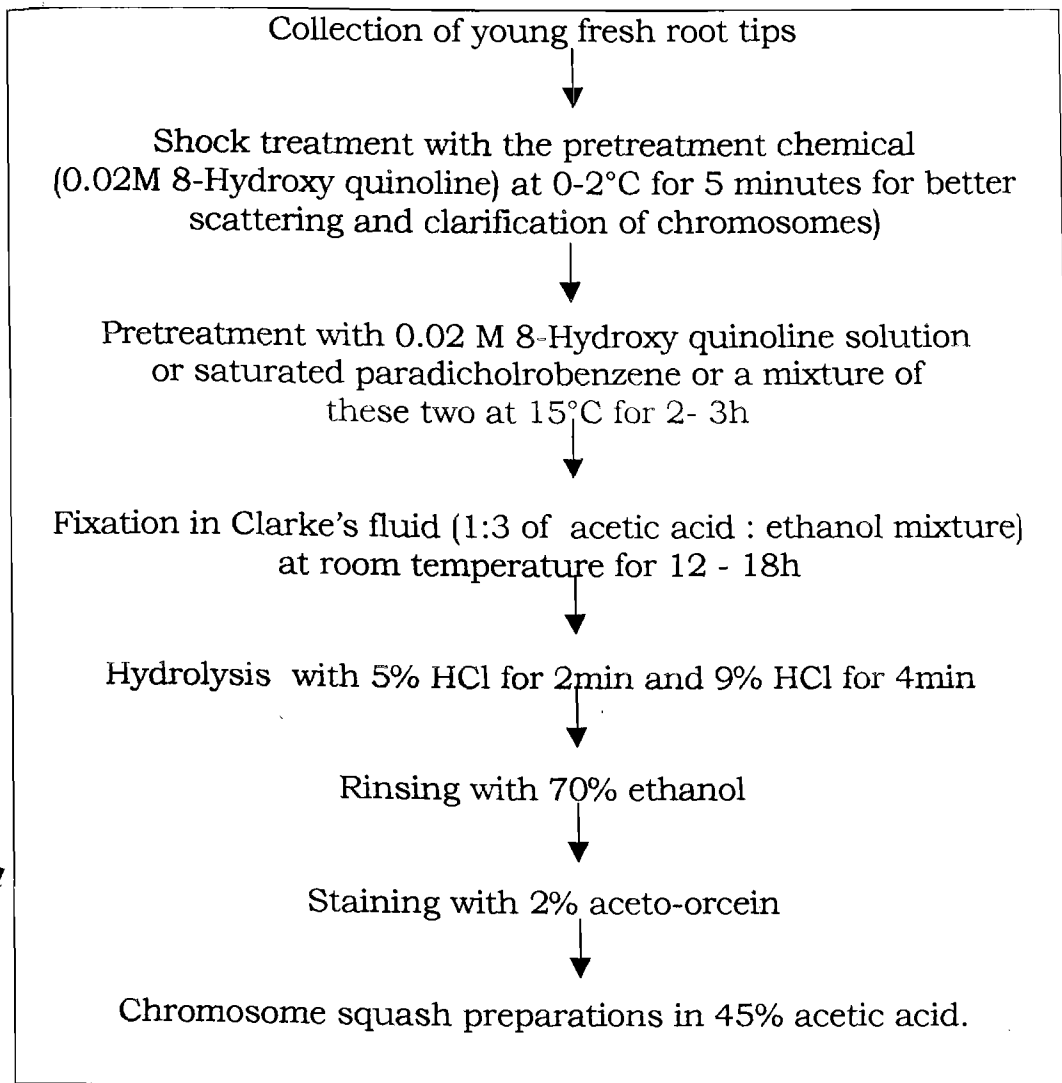 Collection of young fresh root tips
Shock treatment with the pretreatment chemical
(0.02M 8-Hydroxy quinoline) at 0-2°C for 5 minutes for better
scattering and clarification of chromosomes)
Pretreatment with 0.02 M 8-Hydroxy quinoline solution
or saturated paradicholrobenzene or a mixture of
these two at 15°C for 2- 3h
Fixation in Clarke's fluid (1:3 of acetic acid : ethanol mixture)
at room temperature for 12 - 18h
Hydrolysis with 5% HCl for 2min and 9% HCl for 4min
Rinsing with 70% ethanol
Staining with 2% aceto-orcein
Chromosome squash preparations in 45% acetic acid.